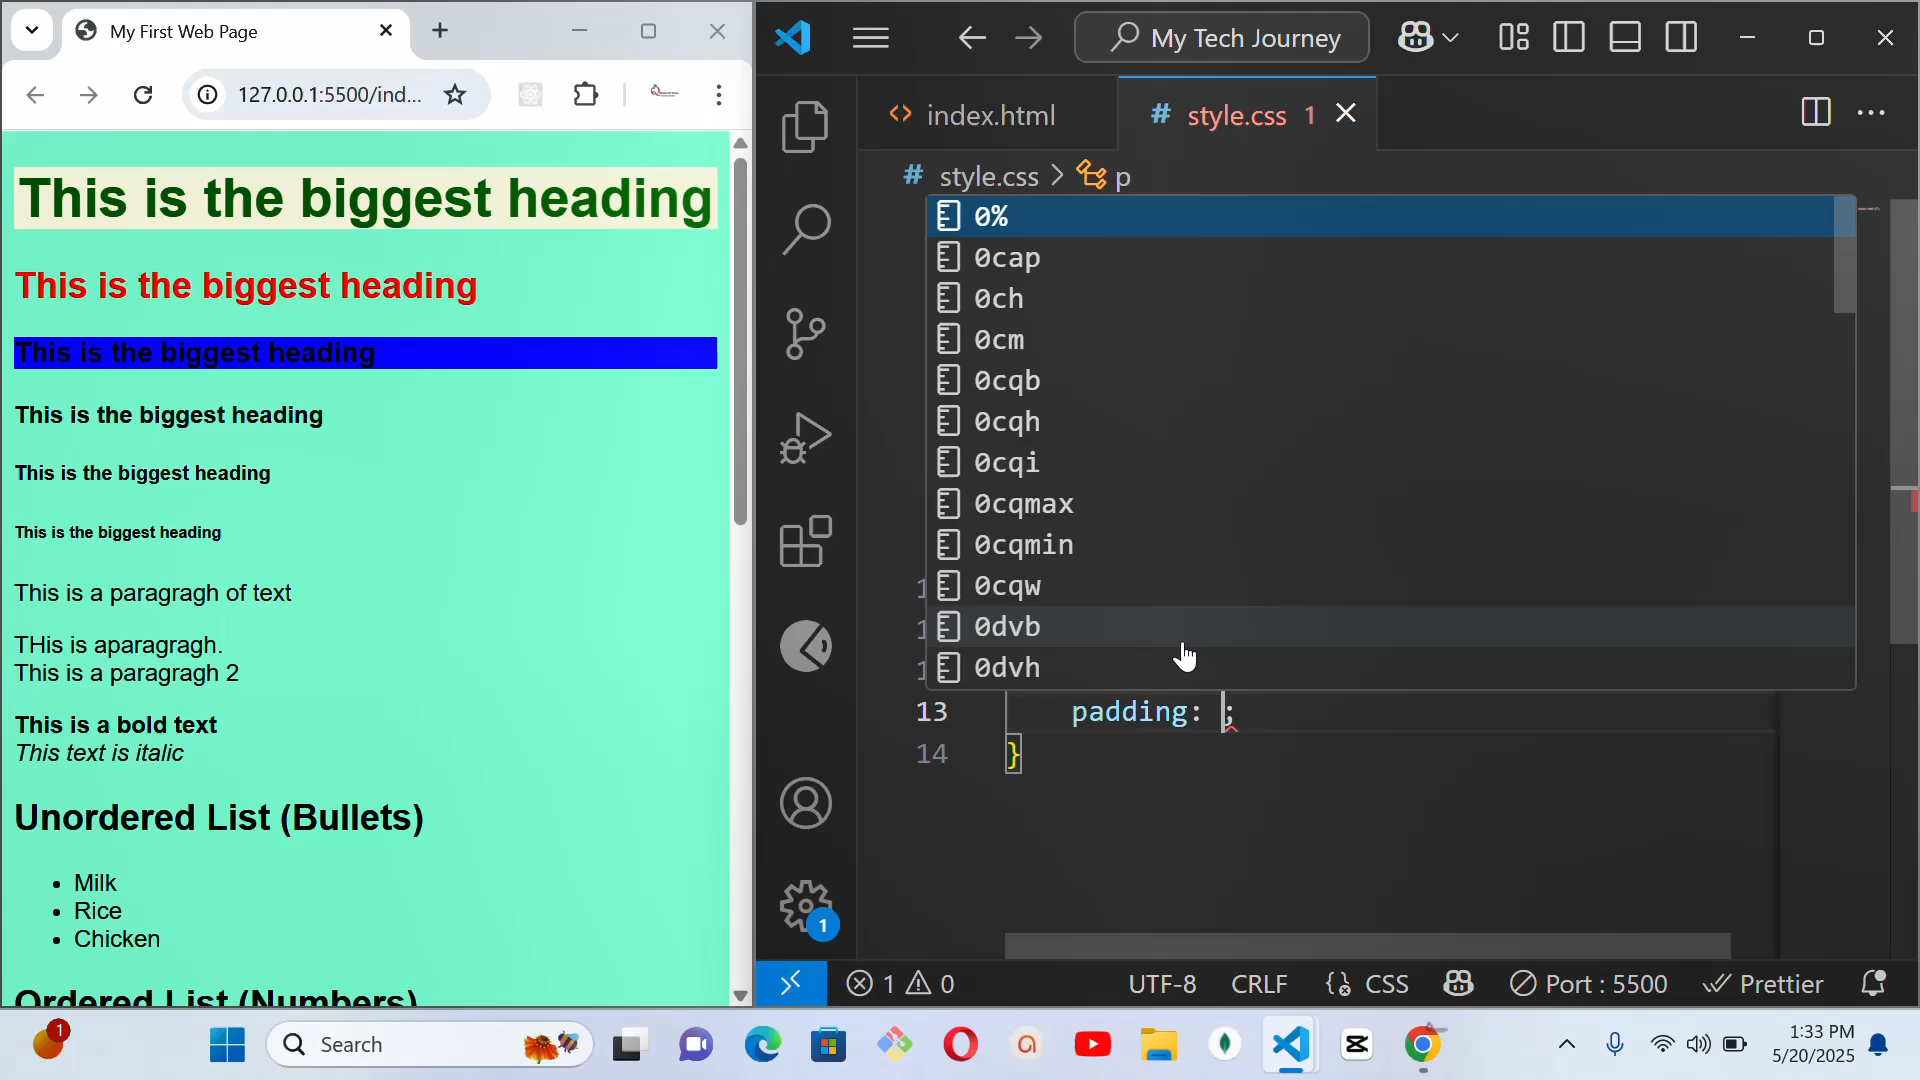 My First Web Page
127.0.0.1:5500/ind...
This is the biggest heading
This is the biggest heading
This is the biggest heading
This is the biggest heading
This is the biggest heading
This is the biggest heading
This is a paragragh of text
THis is aparagragh.
This is a paragragh 2
This is a bold text
This text is italic
Unordered List (Bullets)
• Milk
• Rice
• Chicken
Ordered List (Numbers)
My Tech Journey
index.html
# style.css 1
# style.css > p
0%
0cap
0ch
0cm
0cqb
0cqh
0cqi
0cqmax
0cqmin
0cqw
0dvb
0dvh
13 padding: ;
14 }
1
1 0 UTF-8 CRLF {} CSS Port : 5500 Prettier
1
Search
1:33 PM
5/20/2025